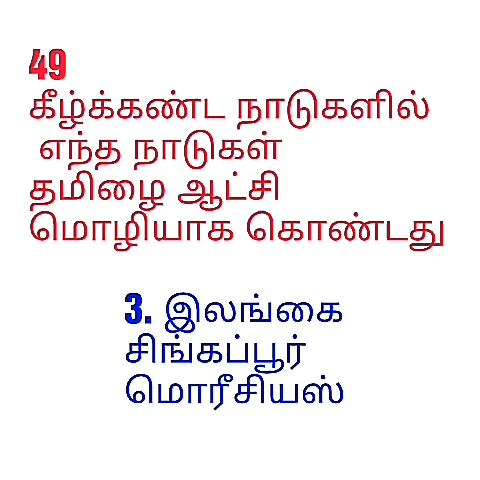 49
கீழ்க்கண்ட நாடுகளில்
எந்த நாடுகள்
தமிழை ஆட்சி
மொழியாக கொண்டது
3. இலங்கை
சிங்கப்பூர்
மொரீசியஸ்